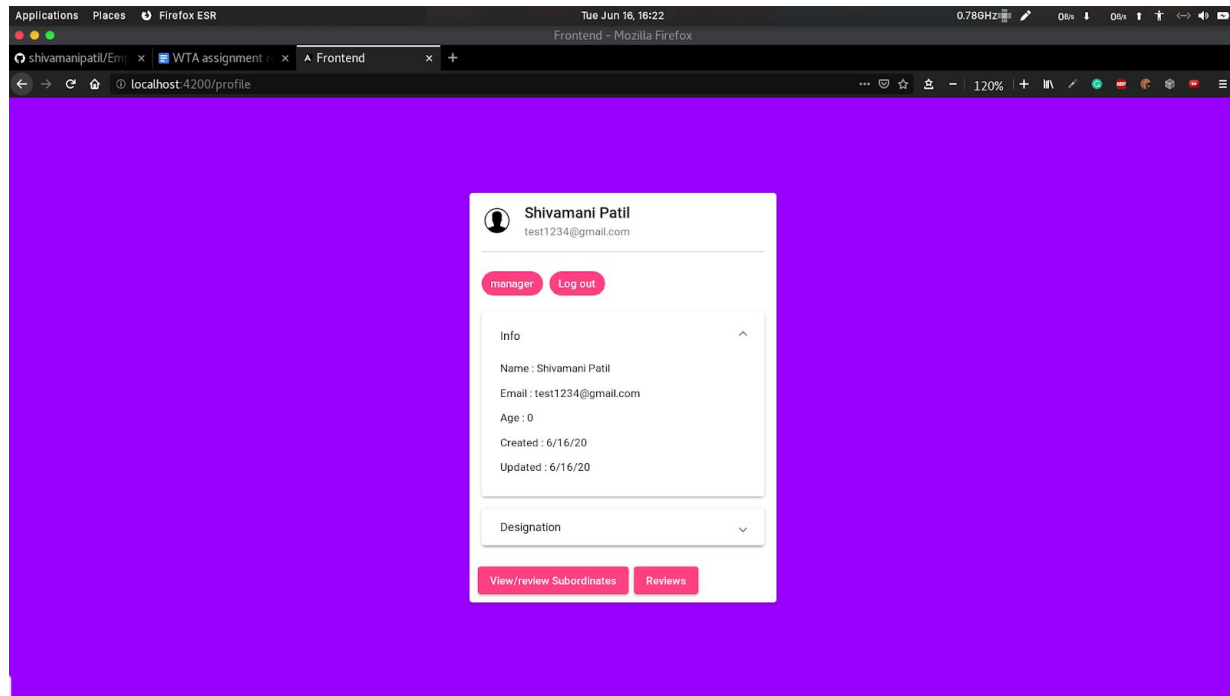 Applications Places Firefox ESR Tue Jun 16, 16:22 0.78GHz 0B/s 0B/s
Frontend - Mozilla Firefox
shivamanipatil/Em WTA assignment Frontend
localhost:4200/profile 120%
Shivamani Patil
test1234@gmail.com
manager Log out
Info
Name : Shivamani Patil
Email : test1234@gmail.com
Age : 0
Created : 6/16/20
Updated : 6/16/20
Designation
View/review Subordinates Reviews